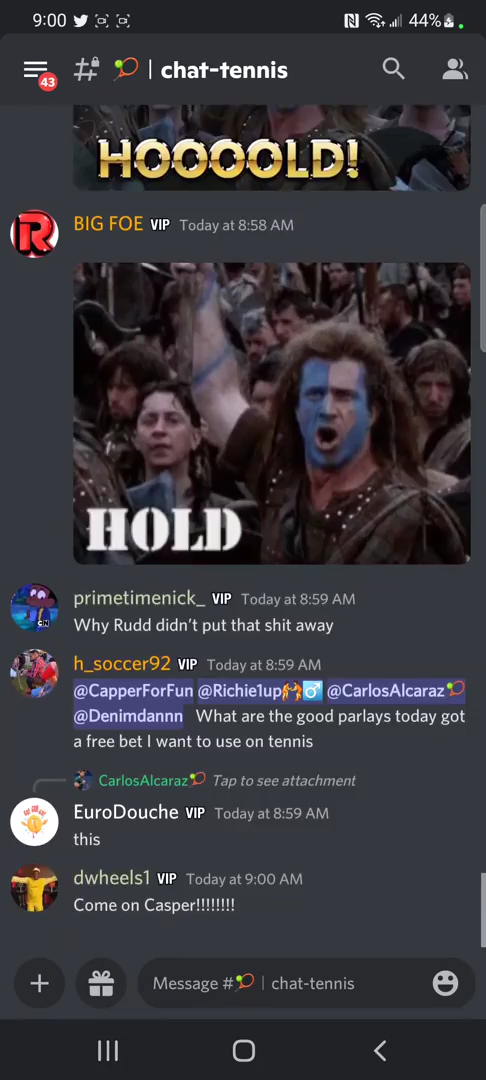 9:00 44%
43 # 🎾 | chat-tennis
HOOOOLD!
BIG FOE VIP Today at 8:58 AM
HOLD
primetimenick_ VIP Today at 8:59 AM
CN
Why Rudd didn't put that shit away
h_soccer92 VIP Today at 8:59 AM
@CapperForFun @Richie1up🤼‍♂️ @CarlosAlcaraz🎾
@Denimdannn What are the good parlays today got
a free bet I want to use on tennis
CarlosAlcaraz🎾 Tap to see attachment
EuroDouche VIP Today at 8:59 AM
this
dwheels1 VIP Today at 9:00 AM
Come on Casper!!!!!!!!
Message #🎾 | chat-tennis